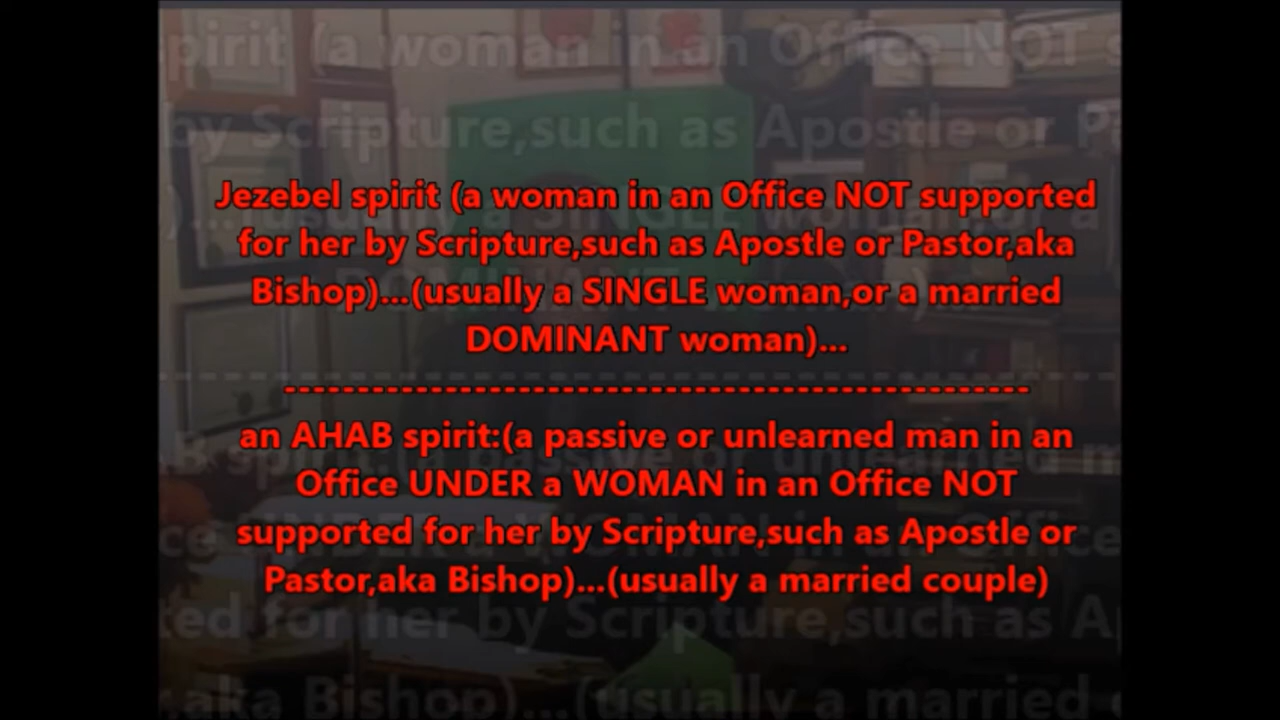 Jezebel spirit (a woman in an Office NOT supported
for her by Scripture,such as Apostle or Pastor,aka
Bishop)...(usually a SINGLE woman,or a married
DOMINANT woman)...
----------------------------------------------------
an AHAB spirit:(a passive or unlearned man in an
Office UNDER a WOMAN in an Office NOT
supported for her by Scripture,such as Apostle or
Pastor,aka Bishop)...(usually a married couple)